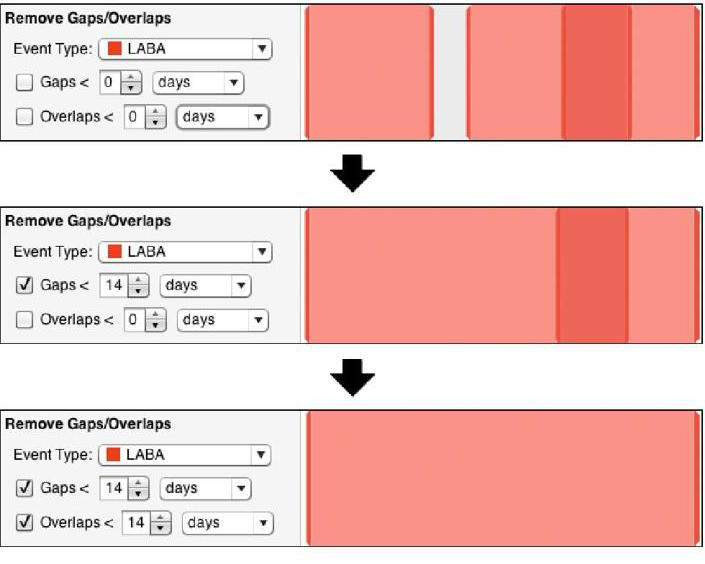 Remove Gaps/Overlaps
Event Type: LABA
Gaps < 0 days
Overlaps < 0 days
Remove Gaps/Overlaps
Event Type: LABA
Gaps < 14 days
Overlaps < 0 days
Remove Gaps/Overlaps
Event Type: LABA
Gaps < 14 days
Overlaps < 14 days